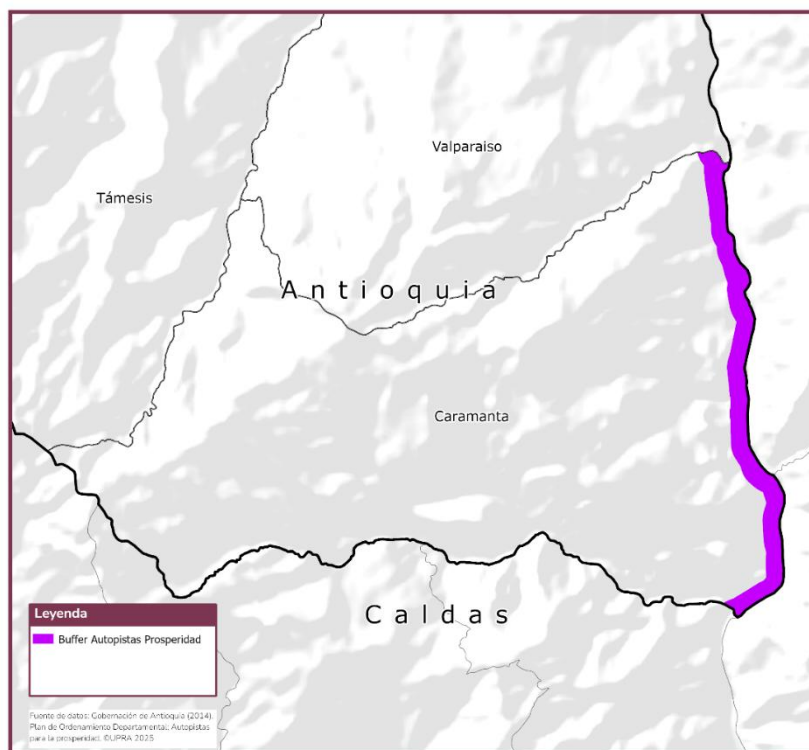 Valparaiso
Támesis
Antioquia
Caramanta
Caldas
Leyenda
Buffer Autopistas Prosperidad
Fuente de datos: Gobernación de Antioquia (2014).
Plan de Ordenamiento Departamental; Autopistas
para la prosperidad. ©UPRA 2025